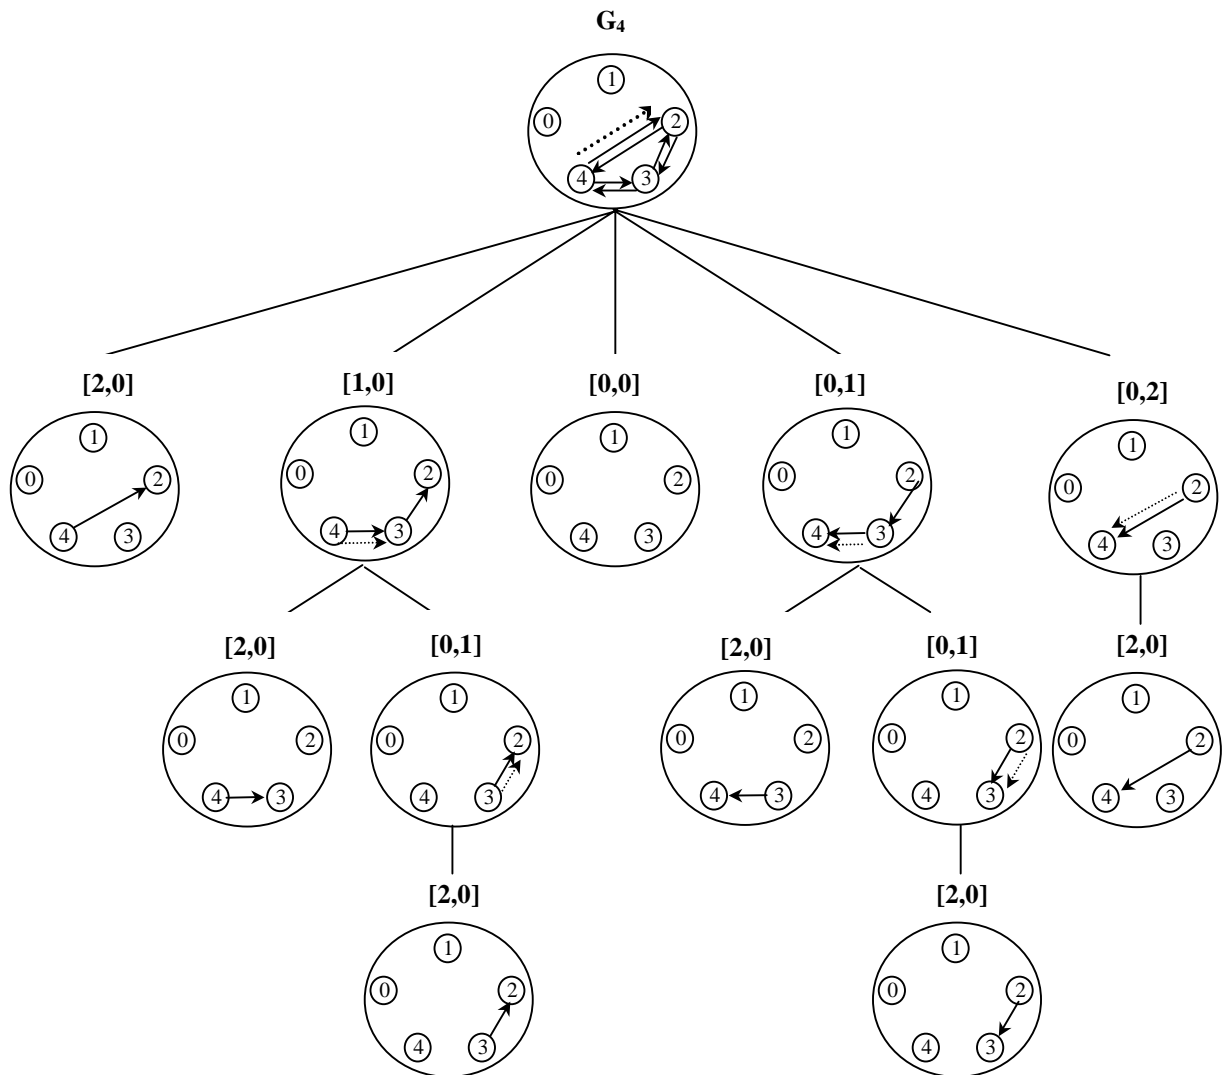 G₄
1
0 2
4 3
[2,0] [1,0] [0,0] [0,1] [0,2]
1 1 1 1 1
0 2 0 2 0 2 0 2 0 2
4 3 4 3 4 3 4 3 4 3
[2,0] [0,1] [2,0] [0,1] [2,0]
1 1 1 1 1
0 2 0 2 0 2 0 2 0 2
4 3 4 3 4 3 4 3 4 3
[2,0] [2,0]
1 1
0 2 0 2
4 3 4 3